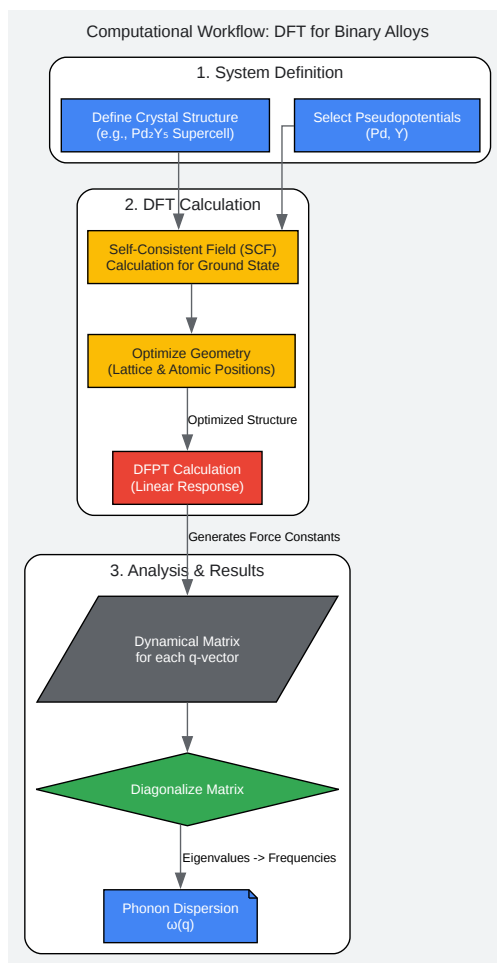 Computational Workflow: DFT for Binary Alloys
1. System Definition
Define Crystal Structure
(e.g., Pd₂Y₅ Supercell)
Select Pseudopotentials
(Pd, Y)
2. DFT Calculation
Self-Consistent Field (SCF)
Calculation for Ground State
Optimize Geometry
(Lattice & Atomic Positions)
Optimized Structure
DFPT Calculation
(Linear Response)
Generates Force Constants
3. Analysis & Results
Dynamical Matrix
for each q-vector
Diagonalize Matrix
Eigenvalues -> Frequencies
Phonon Dispersion
ω(q)